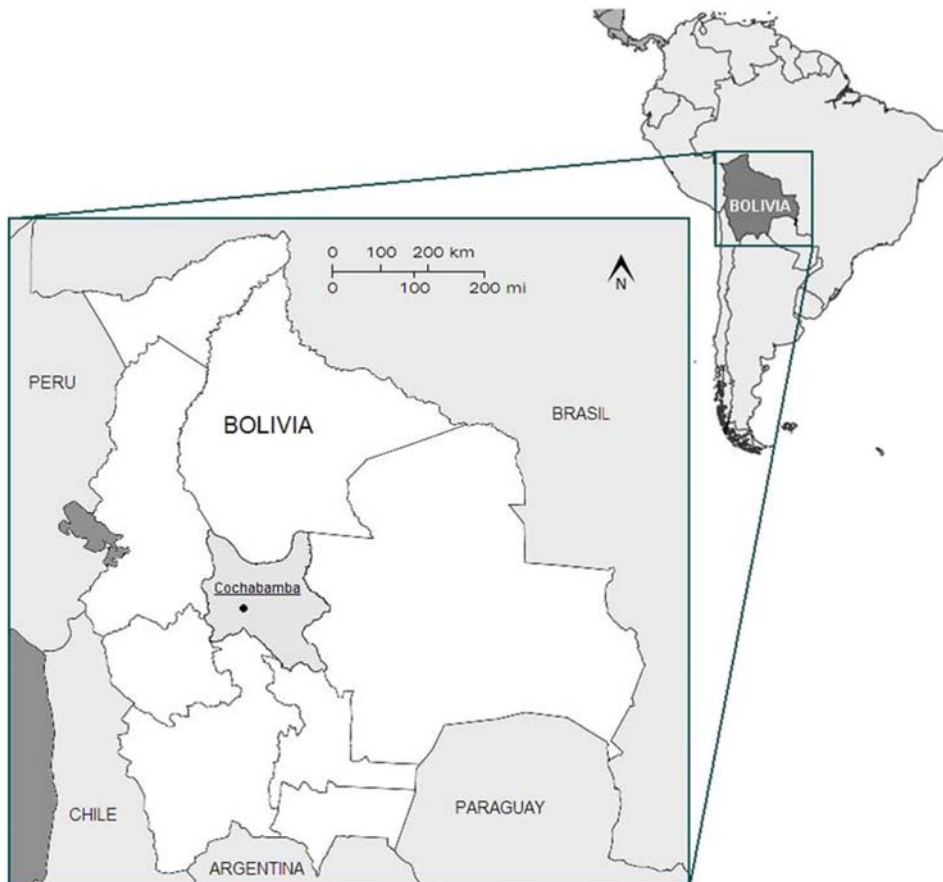 BOLIVIA
0 100 200 km
0 100 200 mi
N
PERU
BOLIVIA
BRASIL
Cochabamba
CHILE
PARAGUAY
ARGENTINA